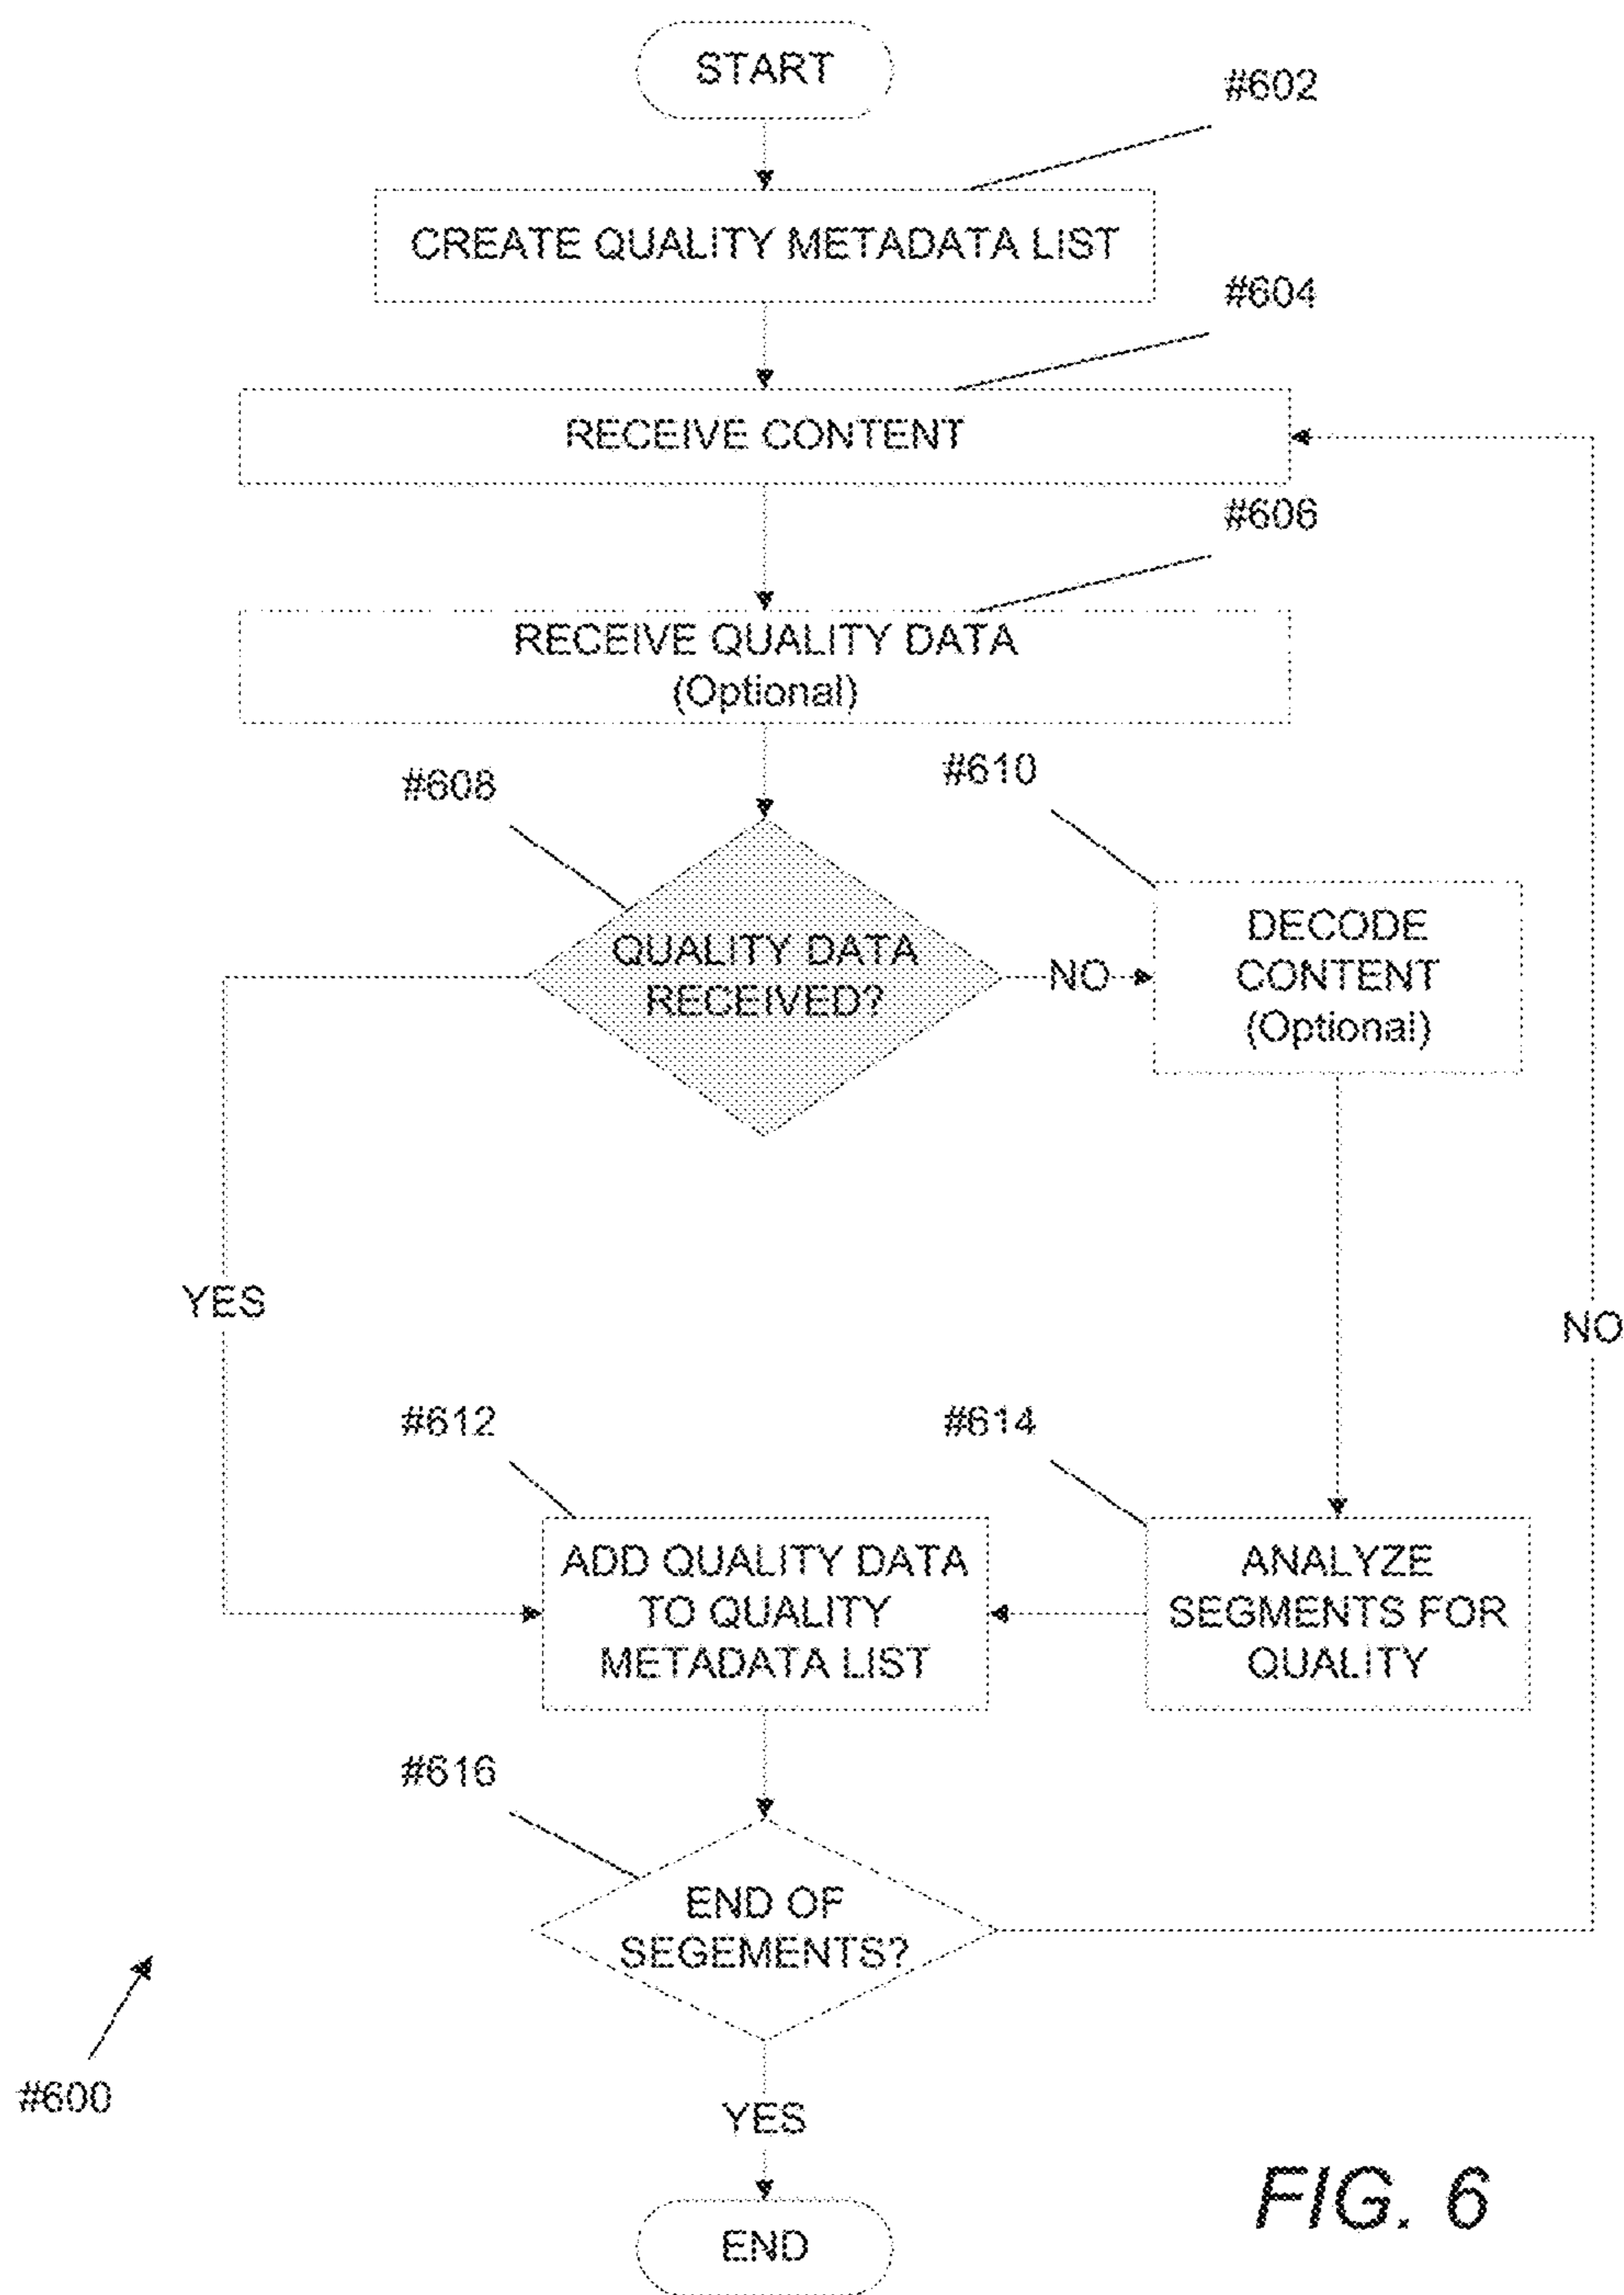 START
#602
CREATE QUALITY METADATA LIST
#604
RECEIVE CONTENT
#606
RECEIVE QUALITY DATA
(Optional)
#608
#610
QUALITY DATA
RECEIVED?
NO
DECODE
CONTENT
(Optional)
YES
NO
#612
#614
ADD QUALITY DATA
TO QUALITY
METADATA LIST
ANALYZE
SEGMENTS FOR
QUALITY
#616
END OF
SEGEMENTS?
#600
YES
END
FIG. 6